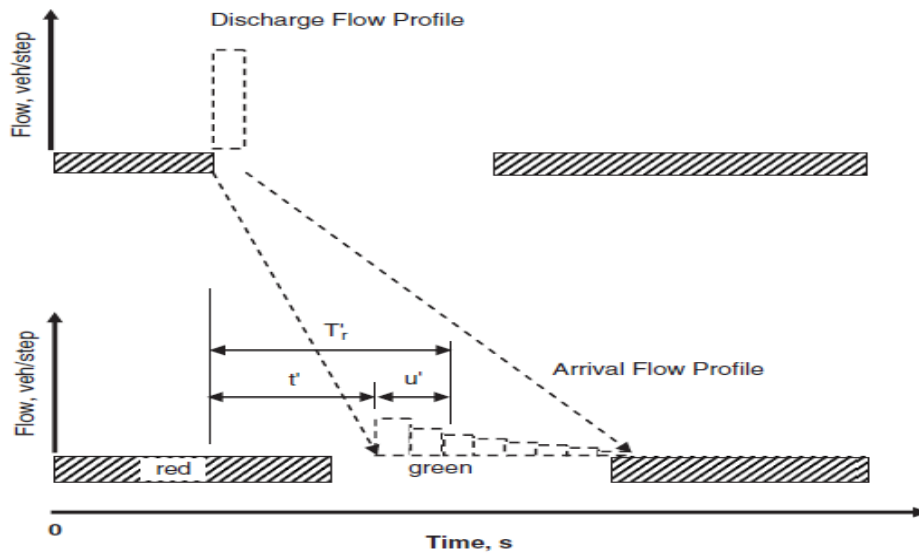 Discharge Flow Profile
Flow, veh/step
T'r
t'
u'
Arrival Flow Profile
Flow, veh/step
red
green
0
Time, s